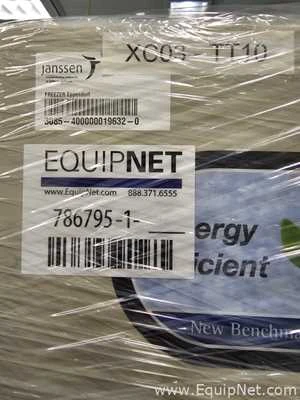 XC03 - TT10
janssen
FREEZER Eppendorf
3085-400000019632-0
EQUIPNET
www.EquipNet.com 888.371.6555
786795-1-
ergy
icient
New Benchma
www.EquipNet.com